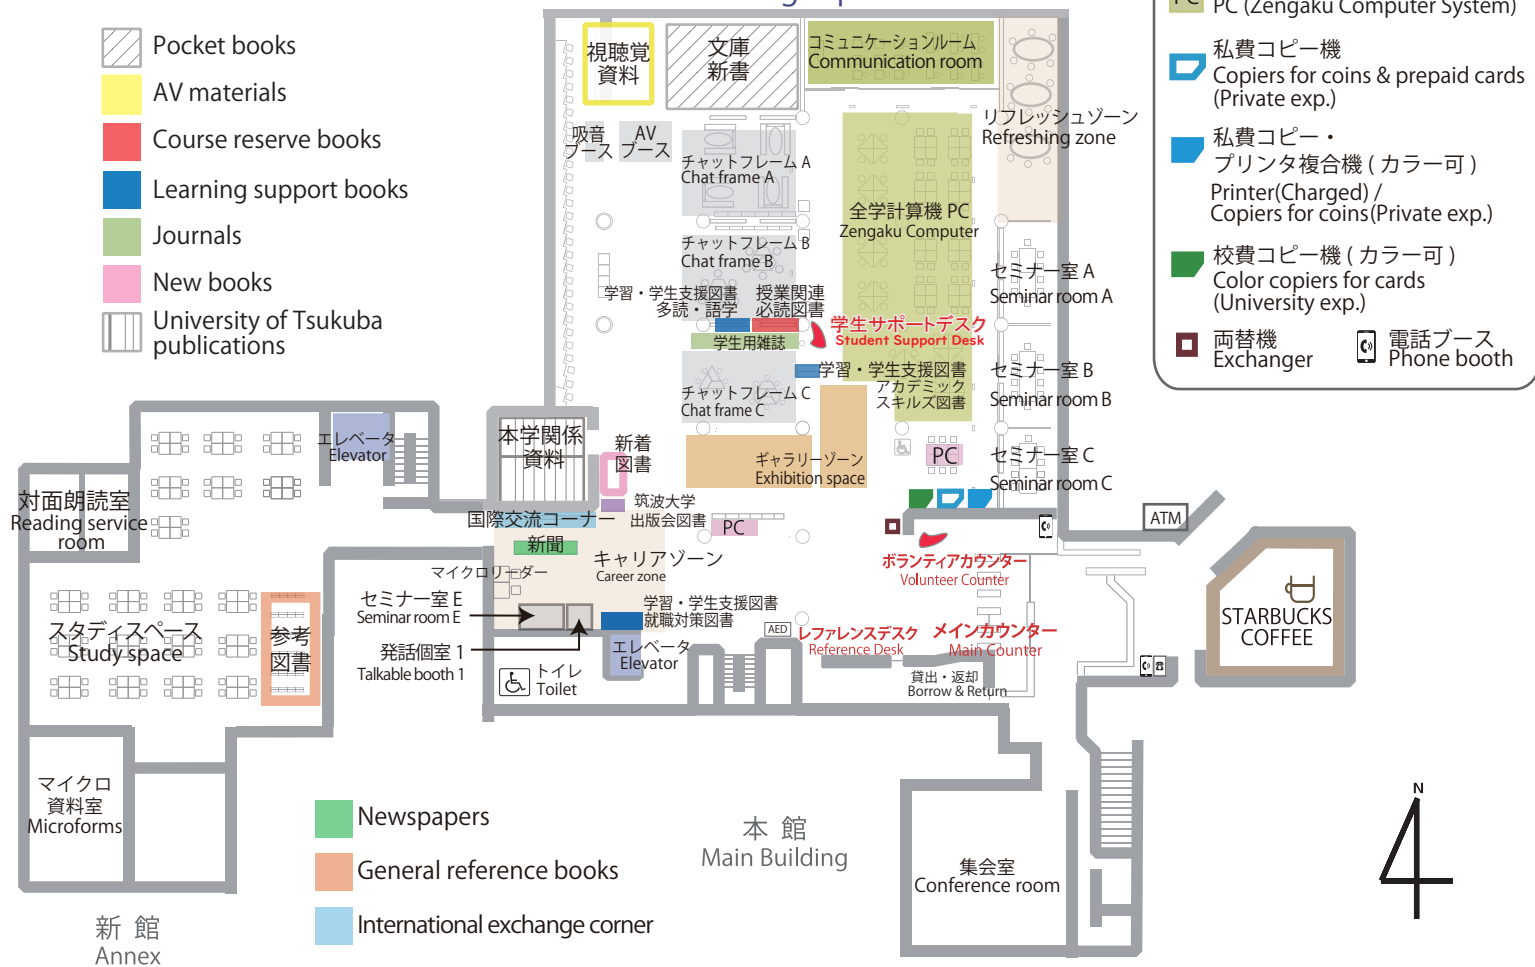 Pocket books
AV materials
Course reserve books
Learning support books
Journals
New books
University of Tsukuba
publications
視聴覚
資料
文庫
新書
コミュニケーションルーム
Communication room
リフレッシュゾーン
Refreshing zone
吸音
ブース
AV
ブース
チャットフレーム A
Chat frame A
全学計算機 PC
Zengaku Computer
チャットフレーム B
Chat frame B
セミナー室 A
Seminar room A
学習・学生支援図書
多読・語学
授業関連
必読図書
学生サポートデスク
Student Support Desk
学生用雑誌
学習・学生支援図書
アカデミック
スキルズ図書
セミナー室 B
Seminar room B
チャットフレーム C
Chat frame C
エレベータ
Elevator
本学関係
資料
新着
図書
ギャラリーゾーン
Exhibition space
PC
セミナー室 C
Seminar room C
対面朗読室
Reading service
room
国際交流コーナー
筑波大学
出版会図書
PC
新聞
キャリアゾーン
Career zone
マイクロリーダー
ボランティアカウンター
Volunteer Counter
ATM
STARBUCKS
COFFEE
セミナー室 E
Seminar room E
学習・学生支援図書
就職対策図書
スタディスペース
Study space
参考
図書
発話個室 1
Talkable booth 1
エレベータ
Elevator
トイレ
Toilet
AED
レファレンスデスク
Reference Desk
メインカウンター
Main Counter
貸出・返却
Borrow & Return
マイクロ
資料室
Microforms
集会室
Conference room
Newspapers
General reference books
International exchange corner
本 館
Main Building
新 館
Annex
N
PC (Zengaku Computer System)
私費コピー機
Copiers for coins & prepaid cards
(Private exp.)
私費コピー・
プリンタ複合機 ( カラー可 )
Printer(Charged) /
Copiers for coins(Private exp.)
校費コピー機 ( カラー可 )
Color copiers for cards
(University exp.)
両替機
Exchanger
電話ブース
Phone booth